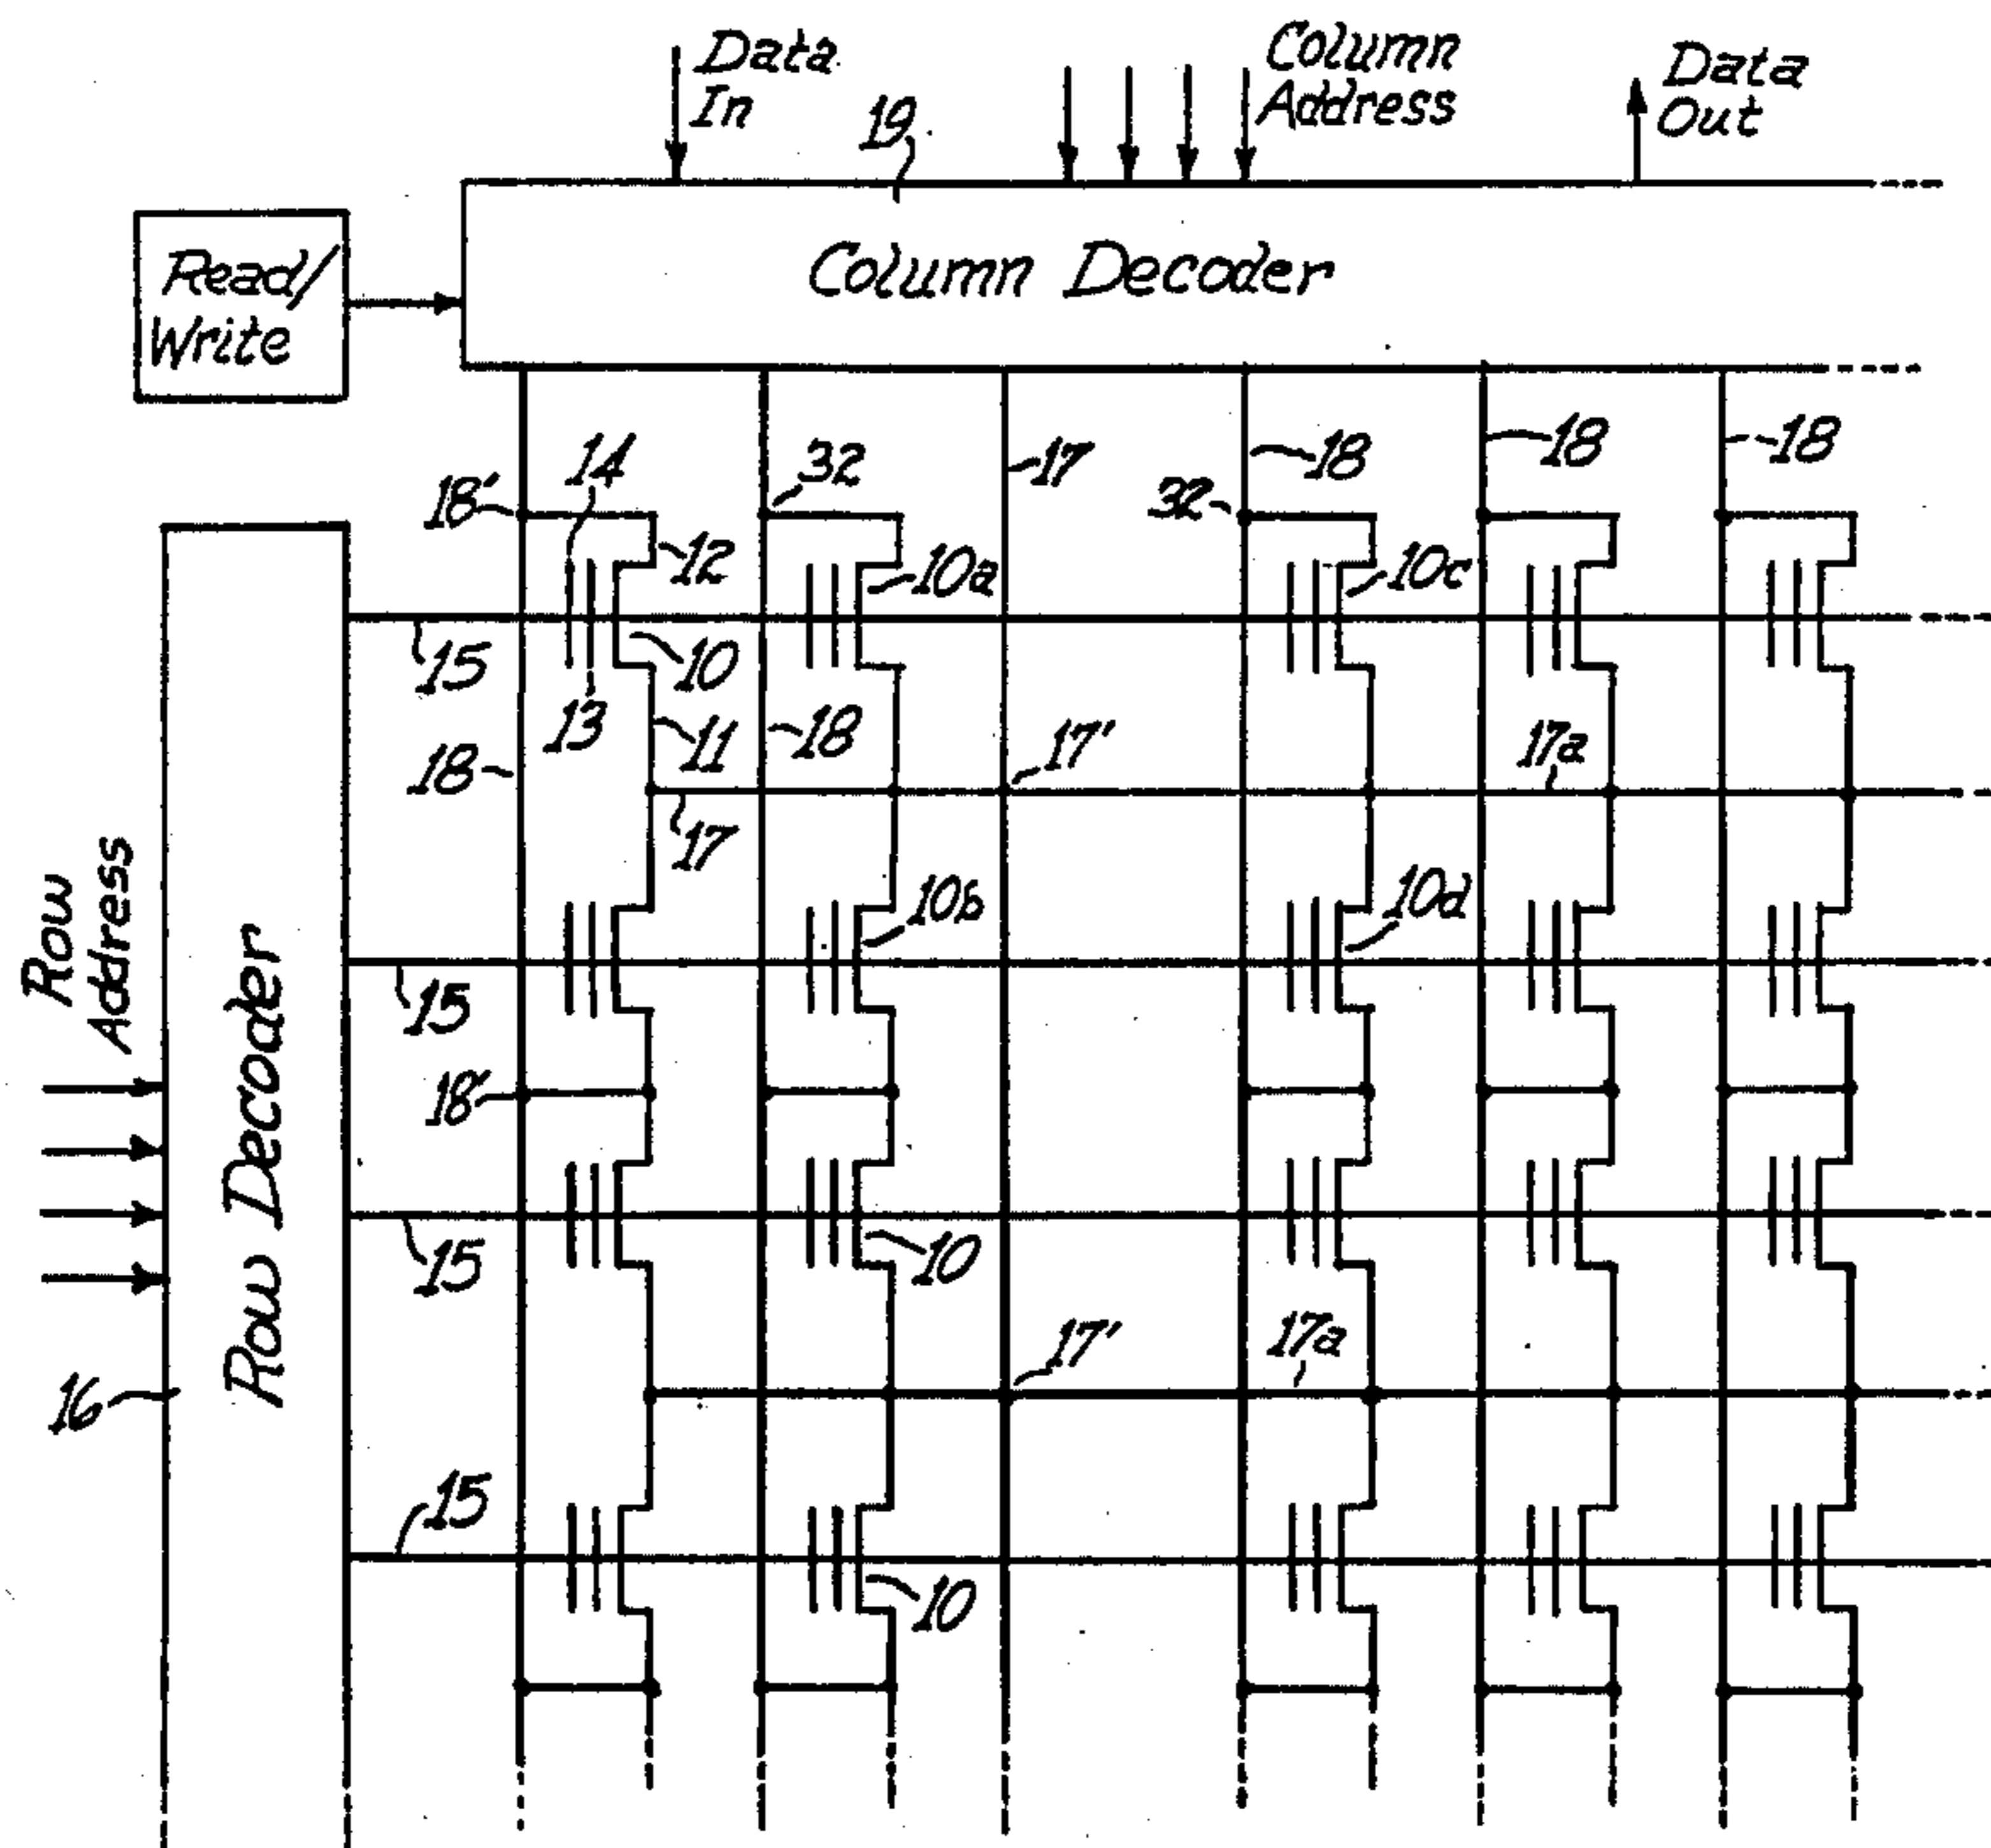 Data
In
Column
Address
Data
Out
19
Read/
Write
Column Decoder
14
32
17
18
18
18
18'
32
12
10a
10c
15
10
13
11
18
17'
17a
18
17
Row
Address
10b
10d
15
Row Decoder
18'
15
10
17'
17a
16
15
10